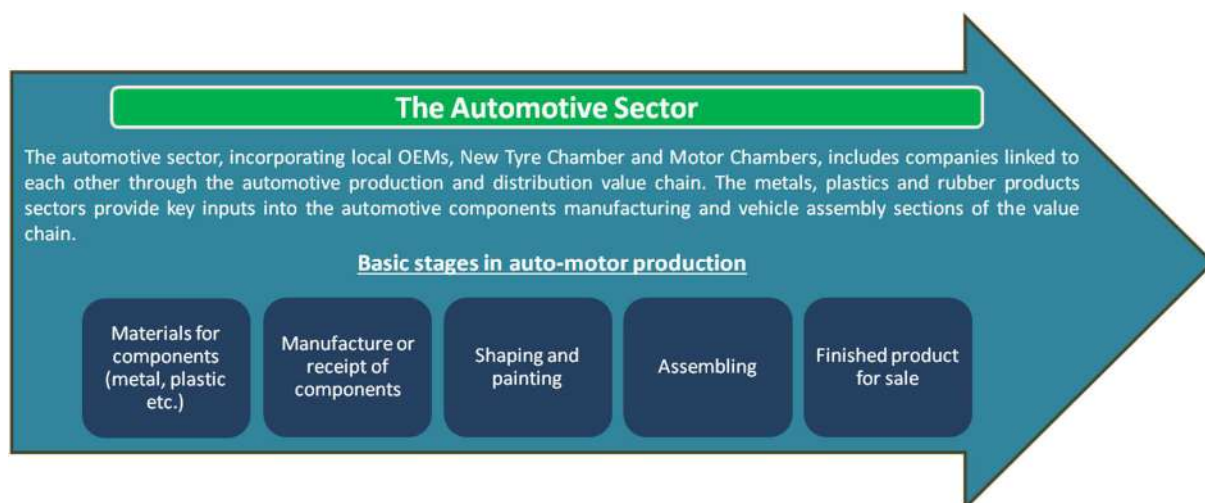 The Automotive Sector
The automotive sector, incorporating local OEMs, New Tyre Chamber and Motor Chambers, includes companies linked to
each other through the automotive production and distribution value chain. The metals, plastics and rubber products
sectors provide key inputs into the automotive components manufacturing and vehicle assembly sections of the value
chain.
Basic stages in auto-motor production
Materials for
components
(metal, plastic
etc.)
Manufacture or
receipt of
components
Shaping and
painting
Assembling
Finished product
for sale